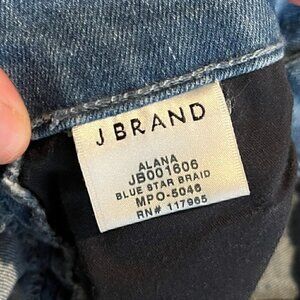 J BRAND
ALANA
JB001606
BLUE STAR BRAID
MPO-5046
RN# 117965